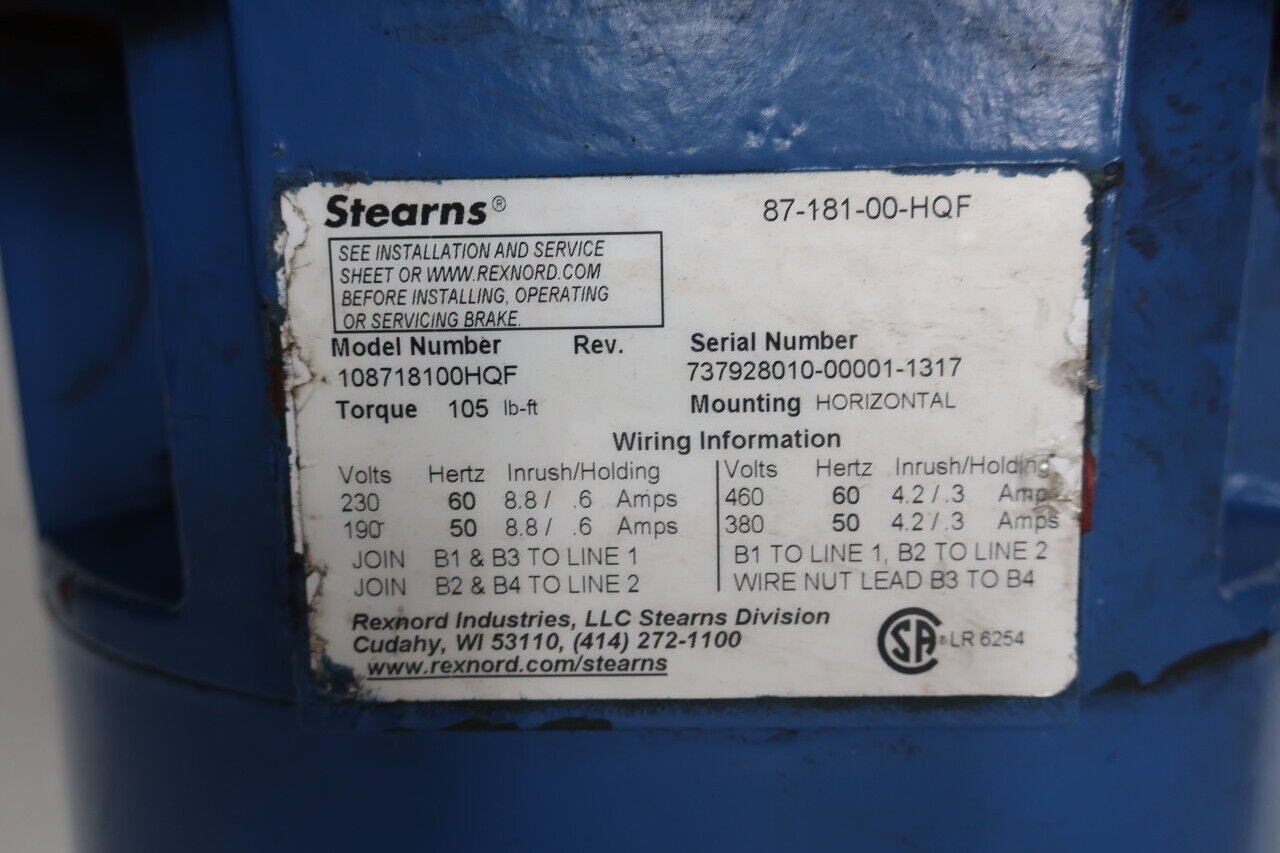 Stearns® 87-181-00-HQF
SEE INSTALLATION AND SERVICE
SHEET OR WWW.REXNORD.COM
BEFORE INSTALLING, OPERATING
OR SERVICING BRAKE.
Model Number Rev. Serial Number
108718100HQF 737928010-00001-1317
Torque 105 lb-ft Mounting HORIZONTAL
Wiring Information
Volts Hertz Inrush/Holding Volts Hertz Inrush/Holding
230 60 8.8 / .6 Amps 460 60 4.2 / .3 Amps
190 50 8.8 / .6 Amps 380 50 4.2 / .3 Amps
JOIN B1 & B3 TO LINE 1 B1 TO LINE 1, B2 TO LINE 2
JOIN B2 & B4 TO LINE 2 WIRE NUT LEAD B3 TO B4
Rexnord Industries, LLC Stearns Division
Cudahy, WI 53110, (414) 272-1100
www.rexnord.com/stearns
CSA® LR 6254